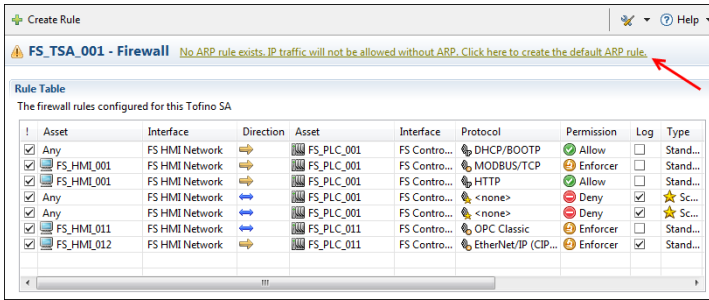 Create Rule
Help
FS_TSA_001 - Firewall No ARP rule exists. IP traffic will not be allowed without ARP. Click here to create the default ARP rule.
Rule Table
The firewall rules configured for this Tofino SA
! Asset Interface Direction Asset Interface Protocol Permission Log Type
Any FS HMI Network FS_PLC_001 FS Contro... DHCP/BOOTP Allow Stand...
FS_HMI_001 FS HMI Network FS_PLC_001 FS Contro... MODBUS/TCP Enforcer Stand...
FS_HMI_001 FS HMI Network FS_PLC_001 FS Contro... HTTP Allow Stand...
Any FS HMI Network FS_PLC_001 FS Contro... <none> Deny Sc...
Any FS HMI Network FS_PLC_001 FS Contro... <none> Deny Sc...
FS_HMI_011 FS HMI Network FS_PLC_011 FS Contro... OPC Classic Enforcer Stand...
FS_HMI_012 FS HMI Network FS_PLC_011 FS Contro... EtherNet/IP (CIP... Enforcer Stand...